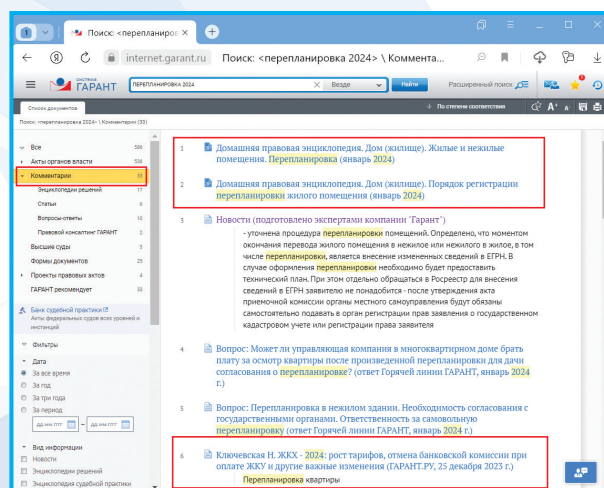 1
Поиск: <перепланиров
internet.garant.ru
Поиск: <перепланировка 2024> \ Коммента...
СИСТЕМА
ГАРАНТ
ПЕРЕПЛАНИРОВКА 2024
Везде
Найти
Расширенный поиск
Список документов
По степени соответствия
Поиск: <перепланировка 2024> \ Комментарии (33)
Все 586
Акты органов власти 538
Комментарии 33
Энциклопедии решений 17
Статьи 6
Вопросы-ответы 10
Правовой консалтинг ГАРАНТ 2
Высшие суды 5
Формы документов 25
Проекты правовых актов 4
ГАРАНТ рекомендует 33
Банк судебной практики
Акты федеральных судов всех уровней и
инстанций
Фильтры
Дата
За все время
За год
За три года
За период
дд.мм.гггг – дд.мм.гггг
Вид информации
Новости
Энциклопедии решений
Энциклопедия судебной практики
1 Домашняя правовая энциклопедия. Дом (жилище). Жилые и нежилые
помещения. Перепланировка (январь 2024)
2 Домашняя правовая энциклопедия. Дом (жилище). Порядок регистрации
перепланировки жилого помещения (январь 2024)
3 Новости (подготовлено экспертами компании "Гарант")
- уточнена процедура перепланировки помещений. Определено, что моментом
окончания перевода жилого помещения в нежилое или нежилого в жилое, в том
числе перепланировки, является внесение измененных сведений в ЕГРН. В
случае оформления перепланировки необходимо будет предоставить
технический план. При этом отдельно обращаться в Росреестр для внесения
сведений в ЕГРН заявителю не понадобится - после утверждения акта
приемочной комиссии органы местного самоуправления будут обязаны
самостоятельно подавать в орган регистрации прав заявления о государственном
кадастровом учете или регистрации права заявителя
4 Вопрос: Может ли управляющая компания в многоквартирном доме брать
плату за осмотр квартиры после произведенной перепланировки для дачи
согласования о перепланировке? (ответ Горячей линии ГАРАНТ, январь 2024
г.)
5 Вопрос: Перепланировка в нежилом здании. Необходимость согласования с
государственными органами. Ответственность за самовольную
перепланировку (ответ Горячей линии ГАРАНТ, январь 2024 г.)
6 Ключевская Н. ЖКХ - 2024: рост тарифов, отмена банковской комиссии при
оплате ЖКУ и другие важные изменения (ГАРАНТ.РУ, 25 декабря 2023 г.)
Перепланировка квартиры